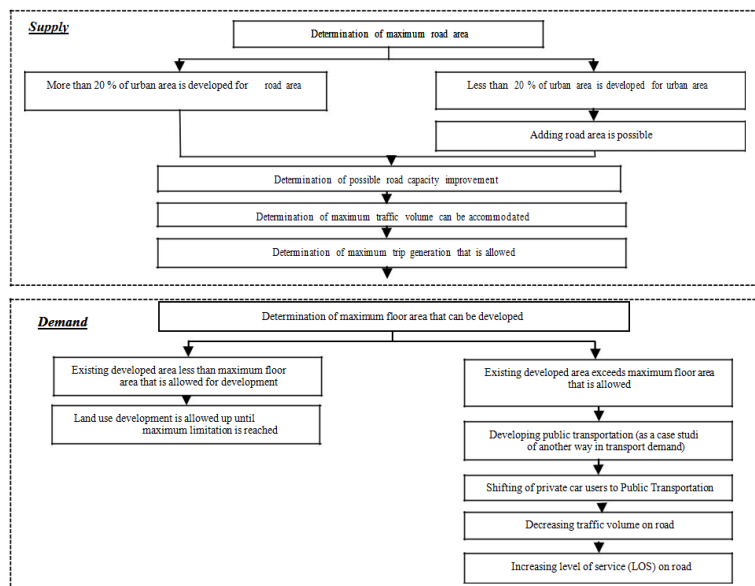 Supply
Determination of maximum road area
More than 20 % of urban area is developed for road area
Less than 20 % of urban area is developed for urban area
Adding road area is possible
Determination of possible road capacity improvement
Determination of maximum traffic volume can be accommodated
Determination of maximum trip generation that is allowed
Demand
Determination of maximum floor area that can be developed
Existing developed area less than maximum floor
area that is allowed for development
Land use development is allowed up until
maximum limitation is reached
Existing developed area exceeds maximum floor area
that is allowed
Developing public transportation (as a case studi
of another way in transport demand)
Shifting of private car users to Public Transportation
Decreasing traffic volume on road
Increasing level of service (LOS) on road